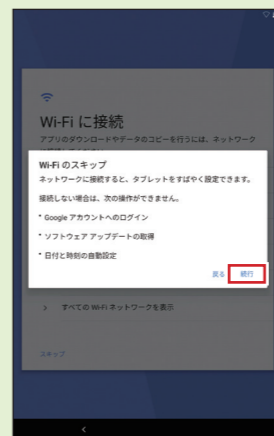 Wi-Fi に接続
アプリのダウンロードやデータのコピーを行うには、ネットワーク
Wi-Fi のスキップ
ネットワークに接続すると、タブレットをすばやく設定できます。
接続しない場合は、次の操作ができません。
* Google アカウントへのログイン
* ソフトウェア アップデートの取得
* 日付と時刻の自動設定
戻る 続行
すべての Wi-Fi ネットワークを表示
スキップ